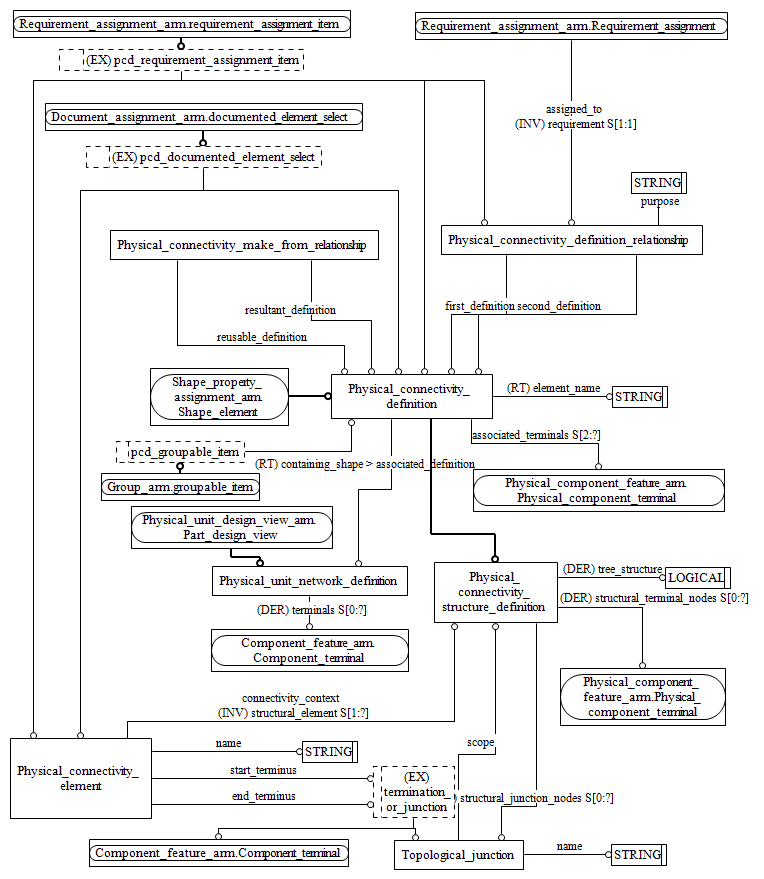 Requirement_assignment_arm.requirement_assignment_item
Requirement_assignment_arm.Requirement_assignment
(EX) pcd_requirement_assignment_item
Document_assignment_arm.documented_element_select
assigned_to
(INV) requirement S[1:1]
(EX) pcd_documented_element_select
STRING
purpose
Physical_connectivity_make_from_relationship
Physical_connectivity_definition_relationship
resultant_definition
first_definition
second_definition
reusable_definition
Shape_property_
assignment_arm.
Shape_element
Physical_connectivity_
definition
(RT) element_name
STRING
associated_terminals S[2:?]
pcd_groupable_item
(RT) containing_shape > associated_definition
Group_arm.groupable_item
Physical_component_feature_arm.
Physical_component_terminal
Physical_unit_design_view_arm.
Part_design_view
Physical_unit_network_definition
Physical_
connectivity_
structure_definition
(DER) tree_structure
LOGICAL
(DER) structural_terminal_nodes S[0:?]
(DER) terminals S[0:?]
Component_feature_arm.
Component_terminal
Physical_component_
feature_arm.Physical_
component_terminal
connectivity_context
(INV) structural_element S[1:?]
Physical_connectivity_
element
name
STRING
scope
start_terminus
(EX)
termination_
or_junction
end_terminus
) structural_junction_nodes S[0:?]
Component_feature_arm.Component_terminal
Topological_junction
name
STRING